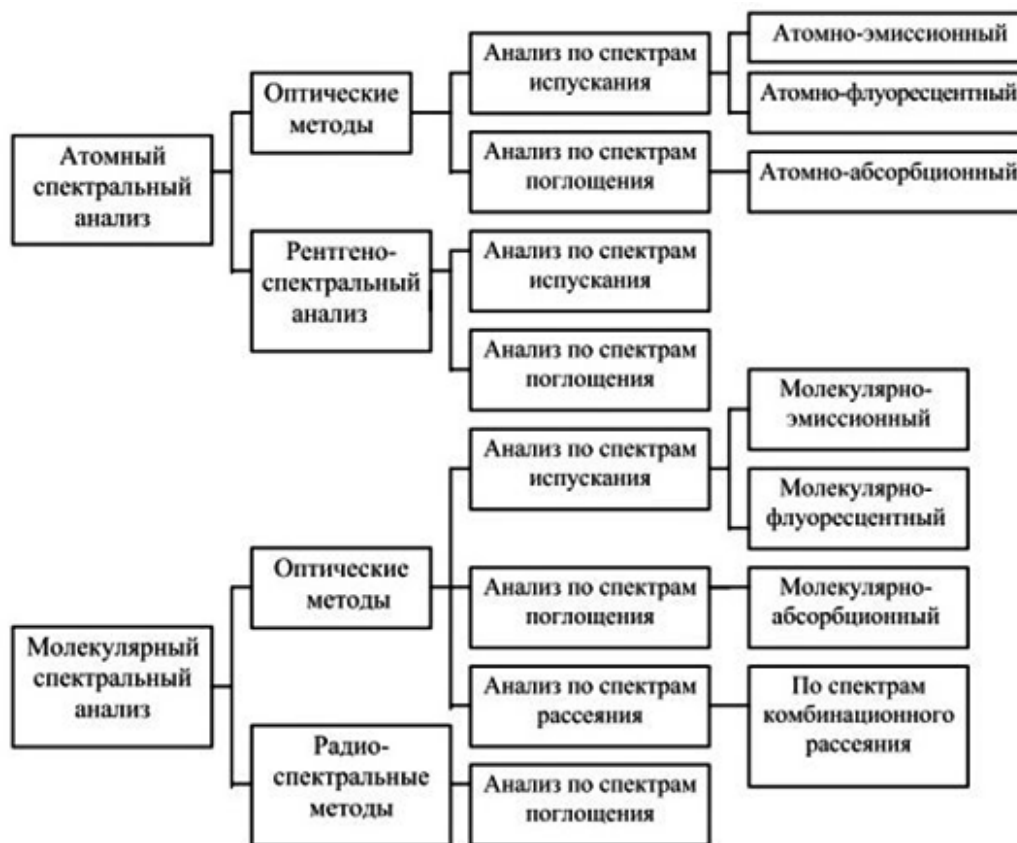 Атомный
спектральный
анализ
Оптические
методы
Анализ по спектрам
испускания
Атомно-эмиссионный
Атомно-флуоресцентный
Анализ по спектрам
поглощения
Атомно-абсорбционный
Рентгено-
спектральный
анализ
Анализ по спектрам
испускания
Анализ по спектрам
поглощения
Молекулярный
спектральный
анализ
Оптические
методы
Анализ по спектрам
испускания
Молекулярно-
эмиссионный
Молекулярно-
флуоресцентный
Анализ по спектрам
поглощения
Молекулярно-
абсорбционный
Анализ по спектрам
рассеяния
По спектрам
комбинационного
рассеяния
Радио-
спектральные
методы
Анализ по спектрам
поглощения